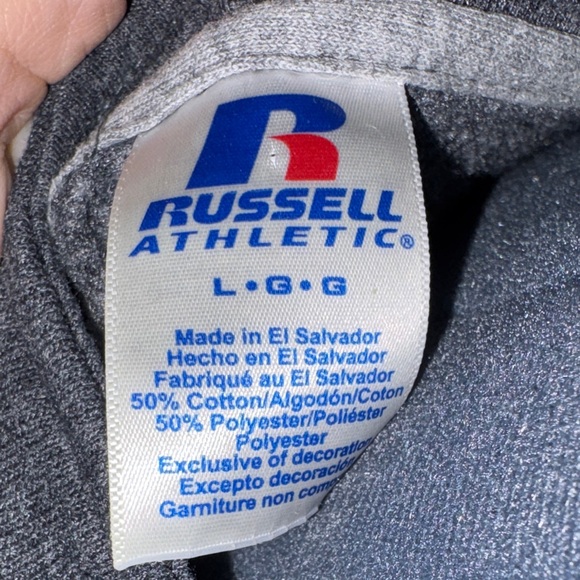 R
RUSSELL
ATHLETIC®
L•G•G
Made in El Salvador
Hecho en El Salvador
Fabriqué au El Salvador
50% Cotton/Algodón/Coton
50% Polyester/Poliéster
Polyester
Exclusive of decoration
Excepto decoración
Garniture non